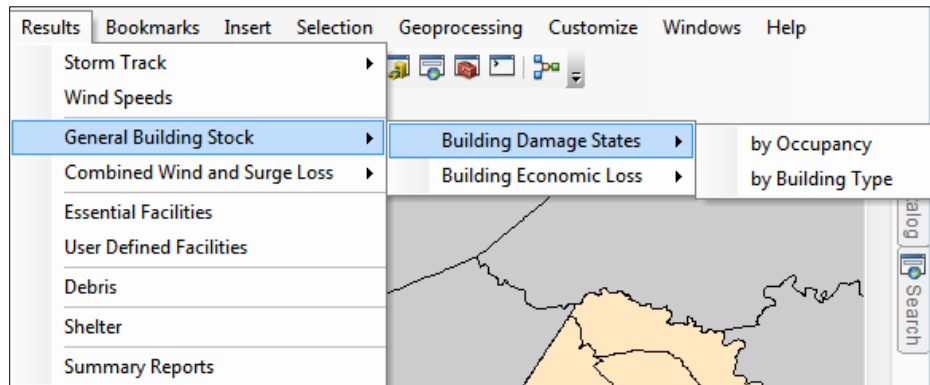 Results Bookmarks Insert Selection Geoprocessing Customize Windows Help
Storm Track
Wind Speeds
General Building Stock
Building Damage States
by Occupancy
by Building Type
Building Economic Loss
Combined Wind and Surge Loss
Essential Facilities
User Defined Facilities
Debris
Shelter
Summary Reports
Search